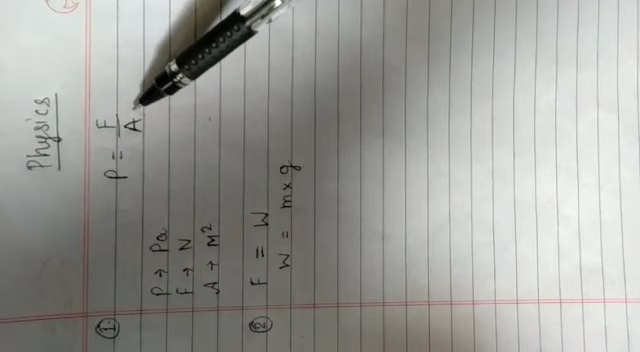 Physics
① P = F/A
P → Pa
F → N
A → M²
② F = W
W = m × g